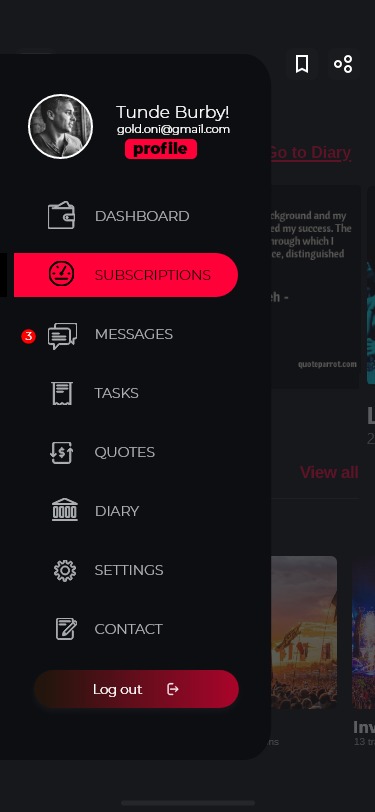 Tunde Burby!
gold.oni@gmail.com
profile
Go to Diary
DASHBOARD
ckground and my
ed my success. The
hrough which I
ce, distinguished
SUBSCRIPTIONS
eh -
3
MESSAGES
quoteparrot.com
TASKS
L
2
QUOTES
View all
DIARY
SETTINGS
CONTACT
Log out
Inv
ns
13 tr